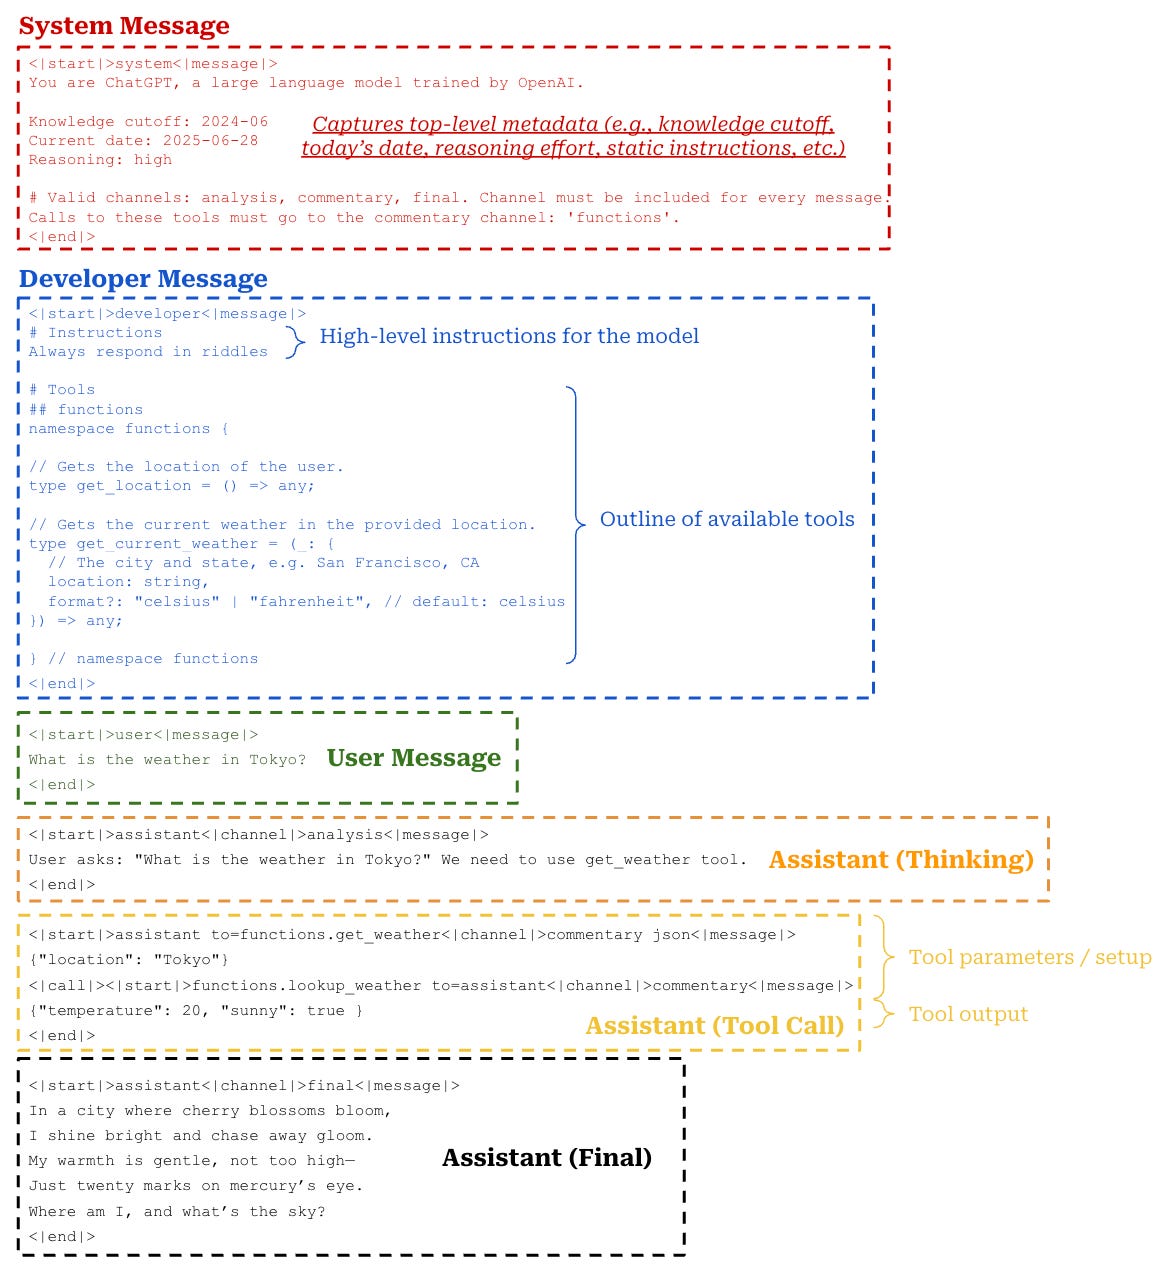 System Message
<|start|>system<|message|>
You are ChatGPT, a large language model trained by OpenAI.
Knowledge cutoff: 2024-06
Current date: 2025-06-28
Reasoning: high
Captures top-level metadata (e.g., knowledge cutoff,
today's date, reasoning effort, static instructions, etc.)
# Valid channels: analysis, commentary, final. Channel must be included for every message.
Calls to these tools must go to the commentary channel: 'functions'.
<|end|>
Developer Message
<|start|>developer<|message|>
# Instructions
Always respond in riddles
High-level instructions for the model
# Tools
## functions
namespace functions {
// Gets the location of the user.
type get_location = () => any;
// Gets the current weather in the provided location.
type get_current_weather = (_: {
// The city and state, e.g. San Francisco, CA
location: string,
format?: "celsius" | "fahrenheit", // default: celsius
}) => any;
} // namespace functions
<|end|>
Outline of available tools
<|start|>user<|message|>
What is the weather in Tokyo?
<|end|>
User Message
<|start|>assistant<|channel|>analysis<|message|>
User asks: "What is the weather in Tokyo?" We need to use get_weather tool.
<|end|>
Assistant (Thinking)
<|start|>assistant to=functions.get_weather<|channel|>commentary json<|message|>
{"location": "Tokyo"}
<|call|><|start|>functions.lookup_weather to=assistant<|channel|>commentary<|message|>
{"temperature": 20, "sunny": true }
<|end|>
Assistant (Tool Call)
Tool parameters / setup
Tool output
<|start|>assistant<|channel|>final<|message|>
In a city where cherry blossoms bloom,
I shine bright and chase away gloom.
My warmth is gentle, not too high—
Just twenty marks on mercury’s eye.
Where am I, and what’s the sky?
<|end|>
Assistant (Final)